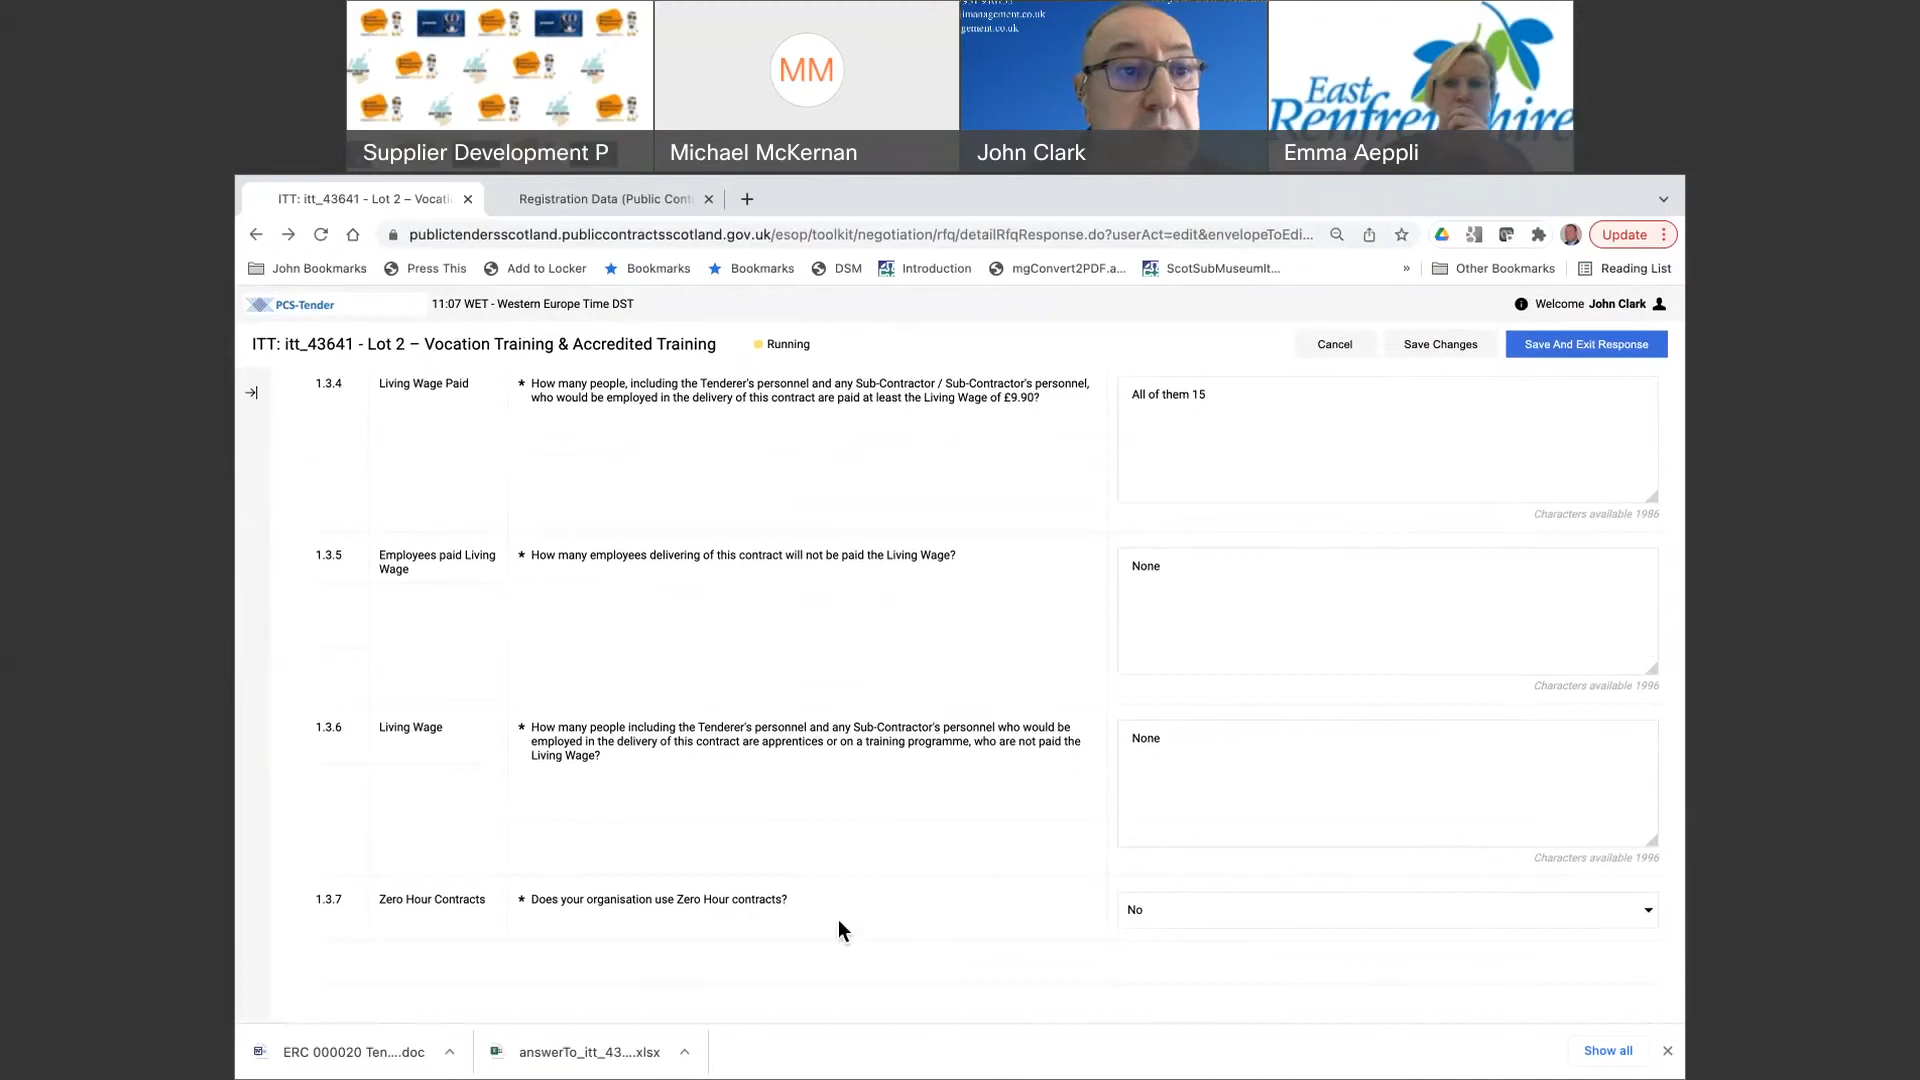 imanagement.co.uk
gement.co.uk
MM
East
Supplier Development P
Michael McKernan
John Clark
Emma Aeppli
ITT: itt_43641 - Lot 2 – Vocati
Registration Data (Public Cont
publictendersscotland.publiccontractsscotland.gov.uk/esop/toolkit/negotiation/rfq/detailRfqResponse.do?userAct=edit&envelopeToEdi...
Update
John Bookmarks
Press This
Add to Locker
Bookmarks
Bookmarks
DSM
Introduction
mgConvert2PDF.a...
ScotSubMuseumIt...
»
Other Bookmarks
Reading List
PCS-Tender
11:07 WET - Western Europe Time DST
Welcome John Clark
ITT: itt_43641 - Lot 2 – Vocation Training & Accredited Training
Running
Cancel
Save Changes
Save And Exit Response
1.3.4
Living Wage Paid
* How many people, including the Tenderer's personnel and any Sub-Contractor / Sub-Contractor's personnel,
who would be employed in the delivery of this contract are paid at least the Living Wage of £9.90?
All of them 15
Characters available 1986
1.3.5
Employees paid Living
Wage
* How many employees delivering of this contract will not be paid the Living Wage?
None
Characters available 1996
1.3.6
Living Wage
* How many people including the Tenderer's personnel and any Sub-Contractor's personnel who would be
employed in the delivery of this contract are apprentices or on a training programme, who are not paid the
Living Wage?
None
Characters available 1996
1.3.7
Zero Hour Contracts
* Does your organisation use Zero Hour contracts?
No
ERC 000020 Ten....doc
answerTo_itt_43....xlsx
Show all